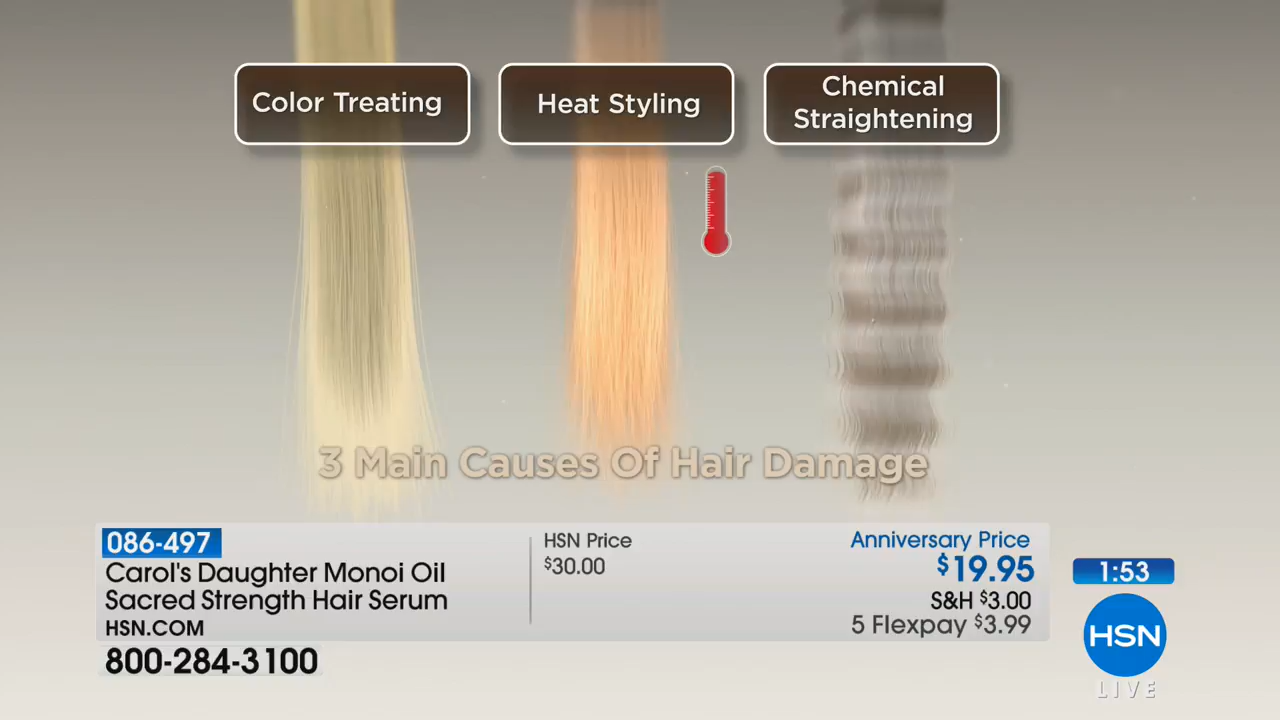 Color Treating
Heat Styling
Chemical
Straightening
3 Main Causes Of Hair Damage
086-497
Carol's Daughter Monoi Oil
Sacred Strength Hair Serum
HSN.COM
800-284-3100
HSN Price
$30.00
Anniversary Price
$19.95
S&H $3.00
5 Flexpay $3.99
1:53
HSN
LIVE